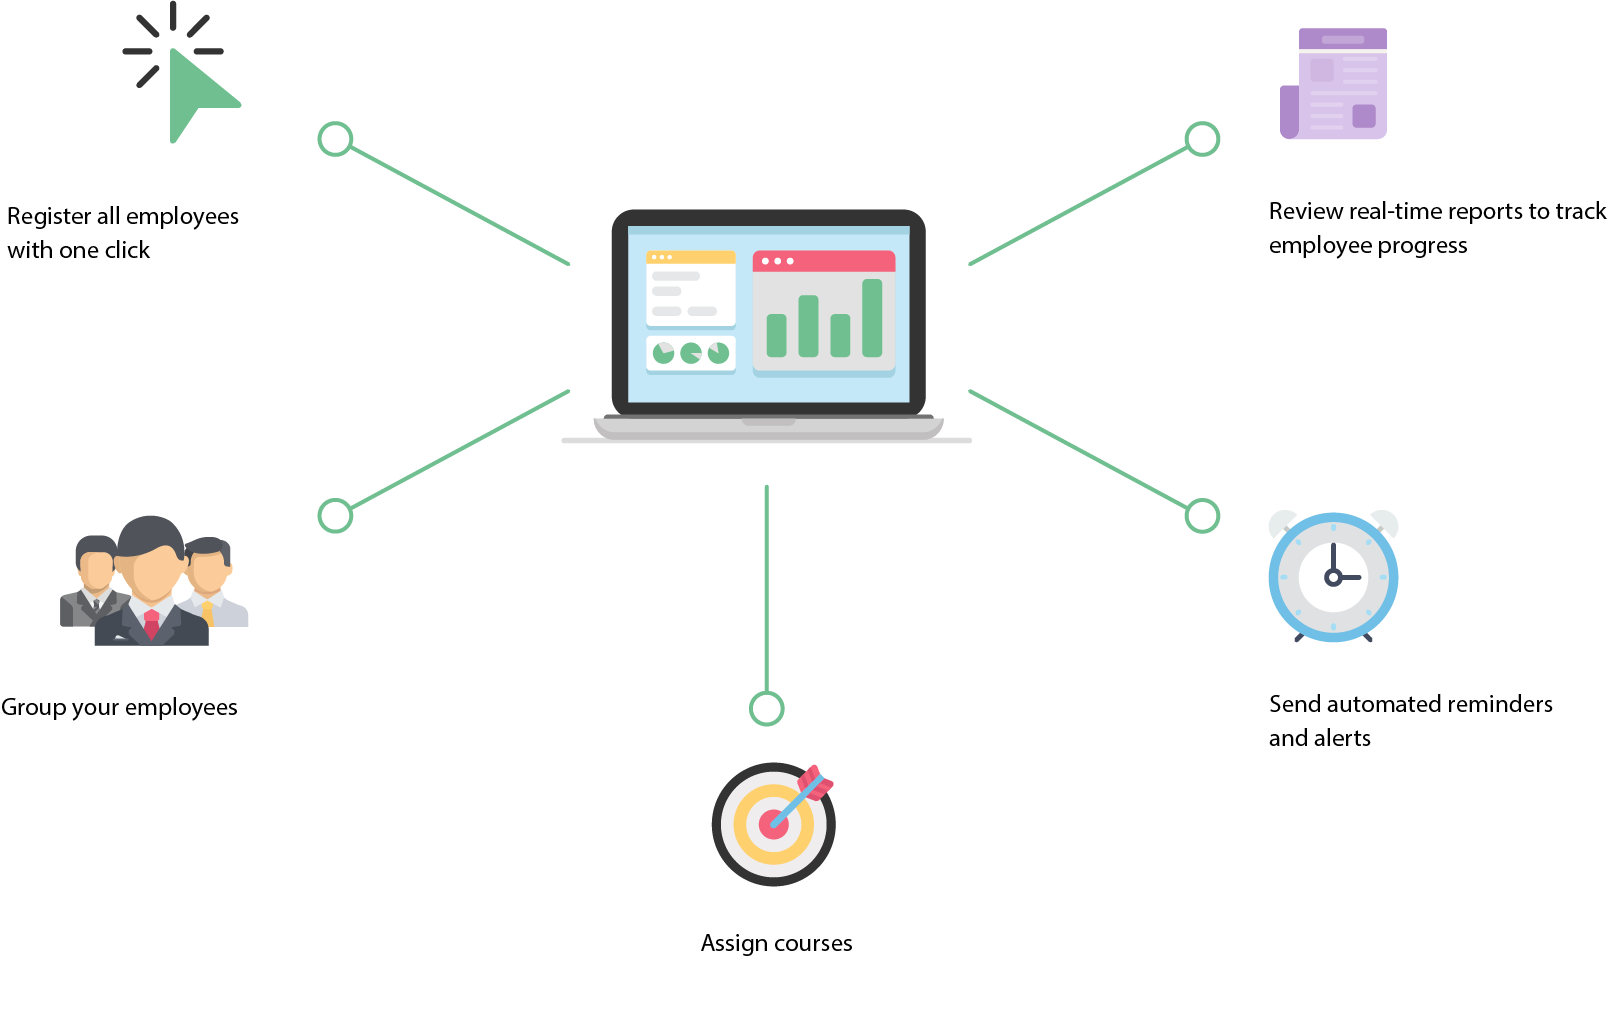 Register all employees
with one click
Review real-time reports to track
employee progress
Group your employees
Send automated reminders
and alerts
Assign courses